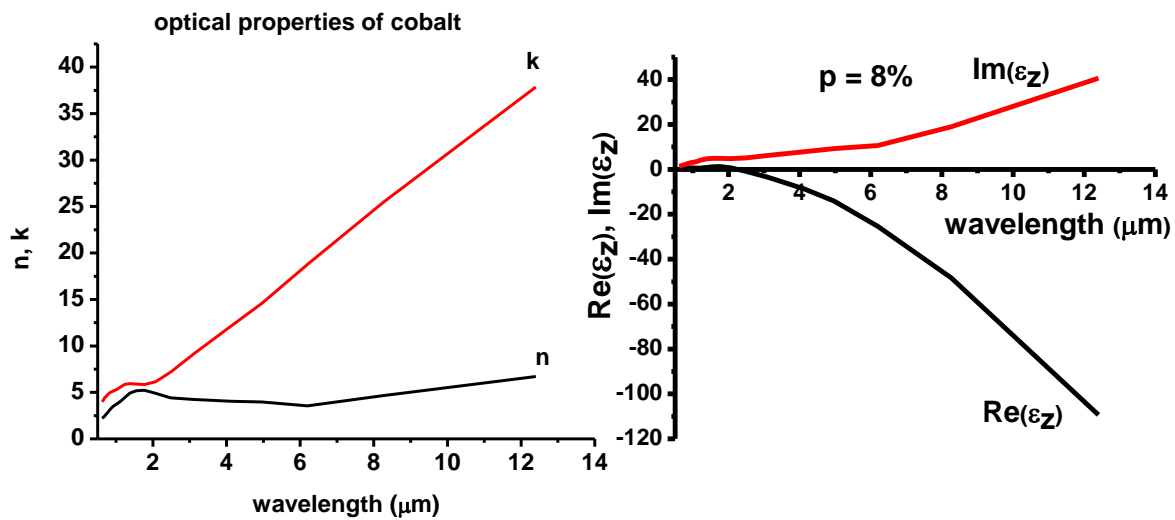 optical properties of cobalt
40
35
30
25
20
15
10
5
0
n, k
k
n
2 4 6 8 10 12 14
wavelength (μm)
40
20
0
-20
-40
-60
-80
-100
-120
Re(εz), Im(εz)
p = 8%
Im(εz)
0 2 4 6 8 10 12 14
wavelength (μm)
Re(εz)